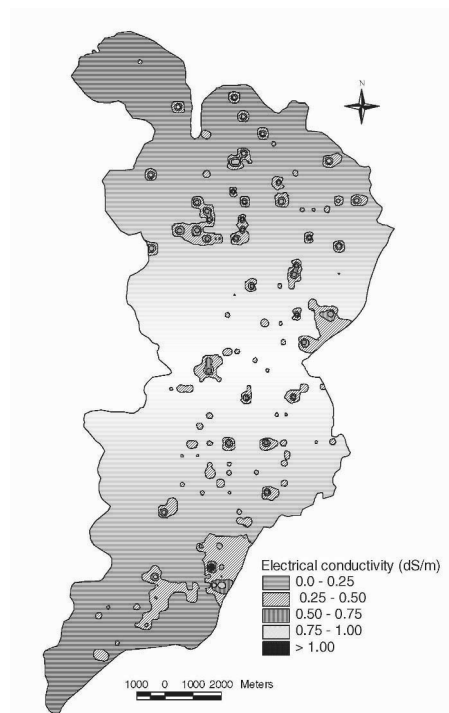 N
Electrical conductivity (dS/m)
0.0 - 0.25
0.25 - 0.50
0.50 - 0.75
0.75 - 1.00
> 1.00
1000 0 1000 2000 Meters